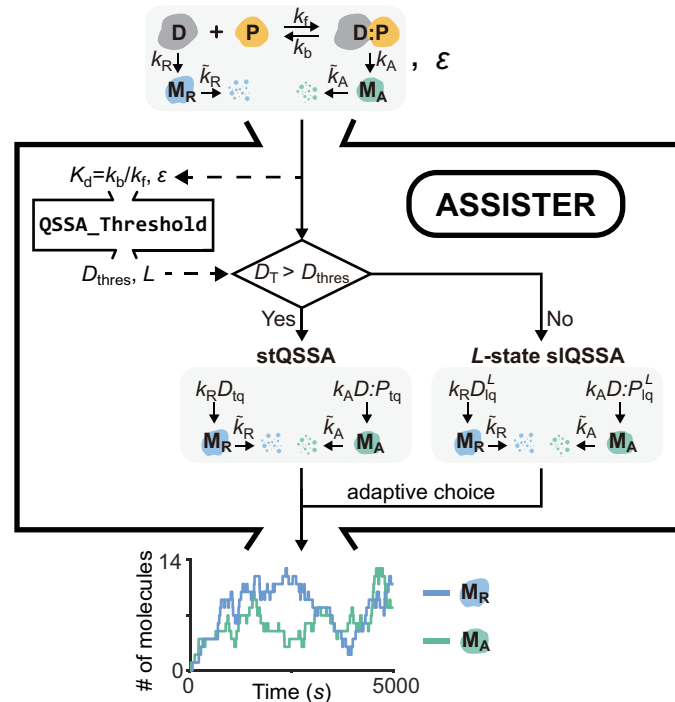 D + P k_f k_b D:P
k_R k_A , ε
M_R k̃_R k̃_A M_A
K_d=k_b/k_f, ε
ASSISTER
QSSA_Threshold
D_thres, L
D_T > D_thres
Yes
No
stQSSA
L-state slQSSA
k_R D_tq k_A D:P_tq
k_R D_lq^L k_A D:P_lq^L
M_R k̃_R k̃_A M_A
M_R k̃_R k̃_A M_A
adaptive choice
# of molecules
14
0
0 5000
Time (s)
M_R
M_A